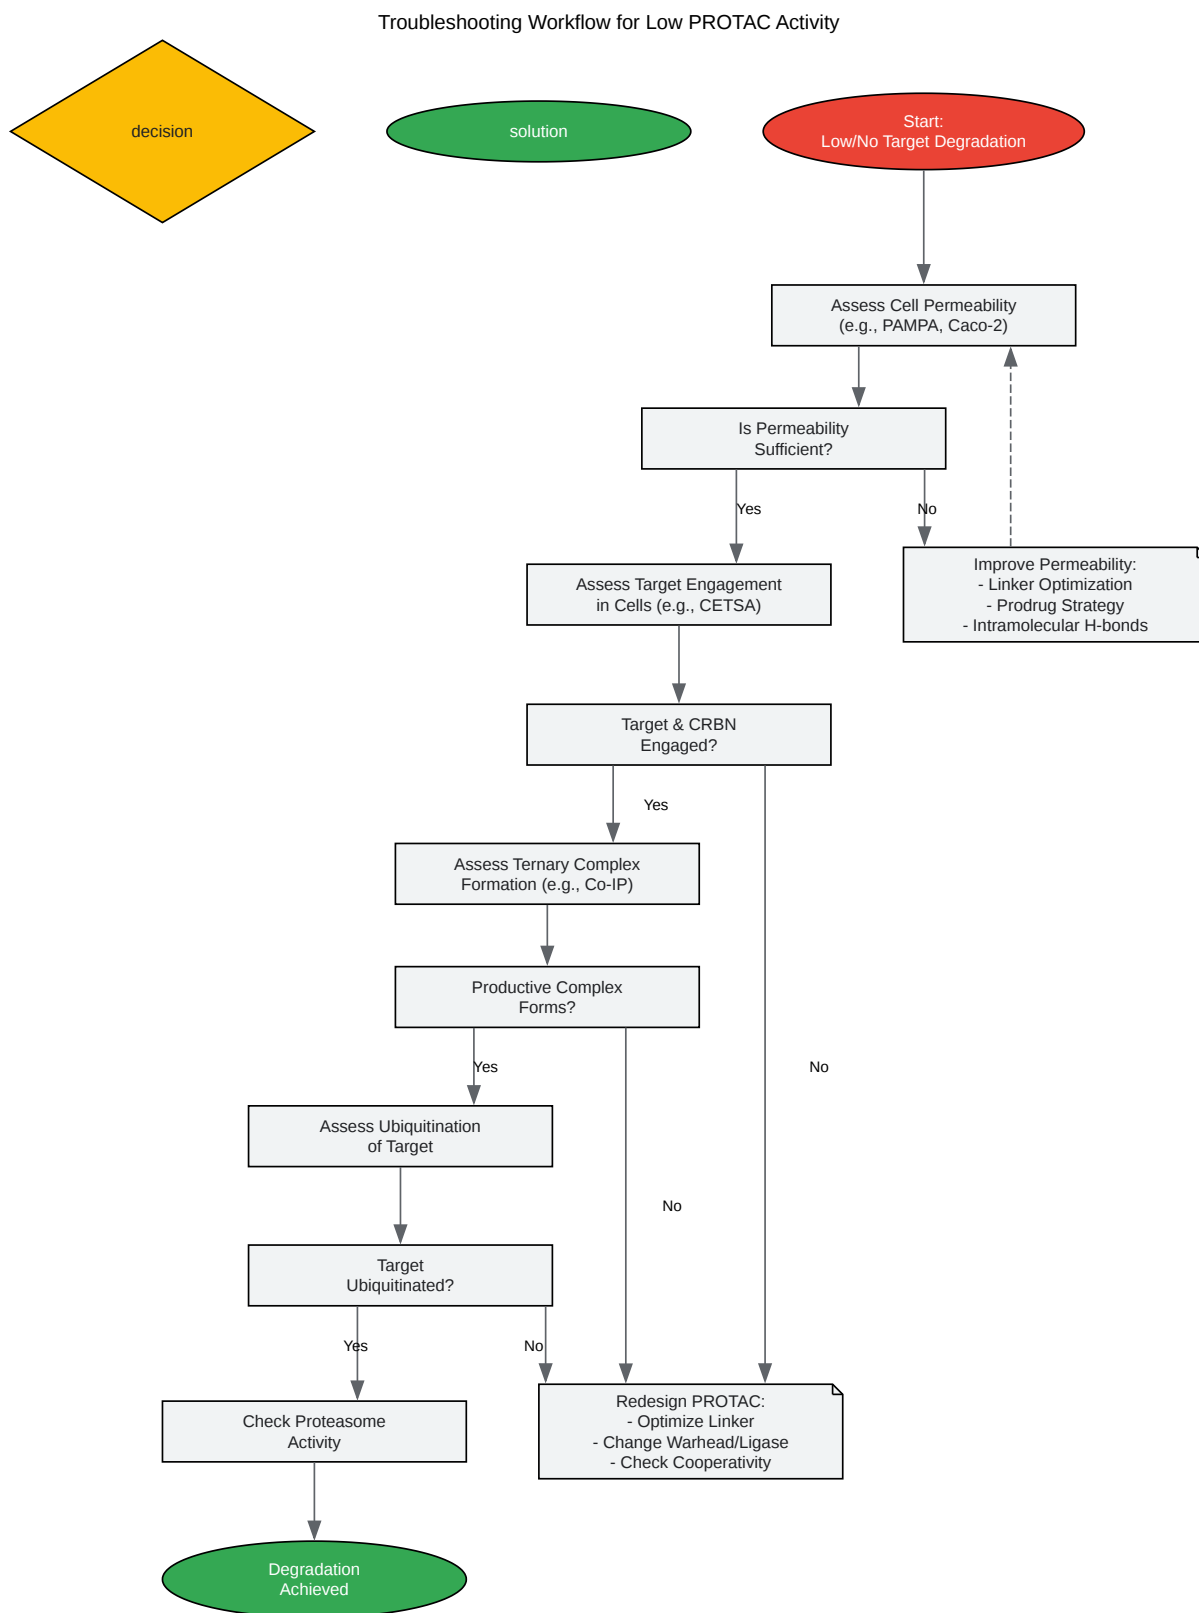 Troubleshooting Workflow for Low PROTAC Activity
decision
solution
Start:
Low/No Target Degradation
Assess Cell Permeability
(e.g., PAMPA, Caco-2)
Is Permeability
Sufficient?
Yes
No
Assess Target Engagement
in Cells (e.g., CETSA)
Improve Permeability:
- Linker Optimization
- Prodrug Strategy
- Intramolecular H-bonds
Target & CRBN
Engaged?
Yes
Assess Ternary Complex
Formation (e.g., Co-IP)
Productive Complex
Forms?
Yes
No
Assess Ubiquitination
of Target
No
Target
Ubiquitinated?
Yes
No
Check Proteasome
Activity
Redesign PROTAC:
- Optimize Linker
- Change Warhead/Ligase
- Check Cooperativity
Degradation
Achieved